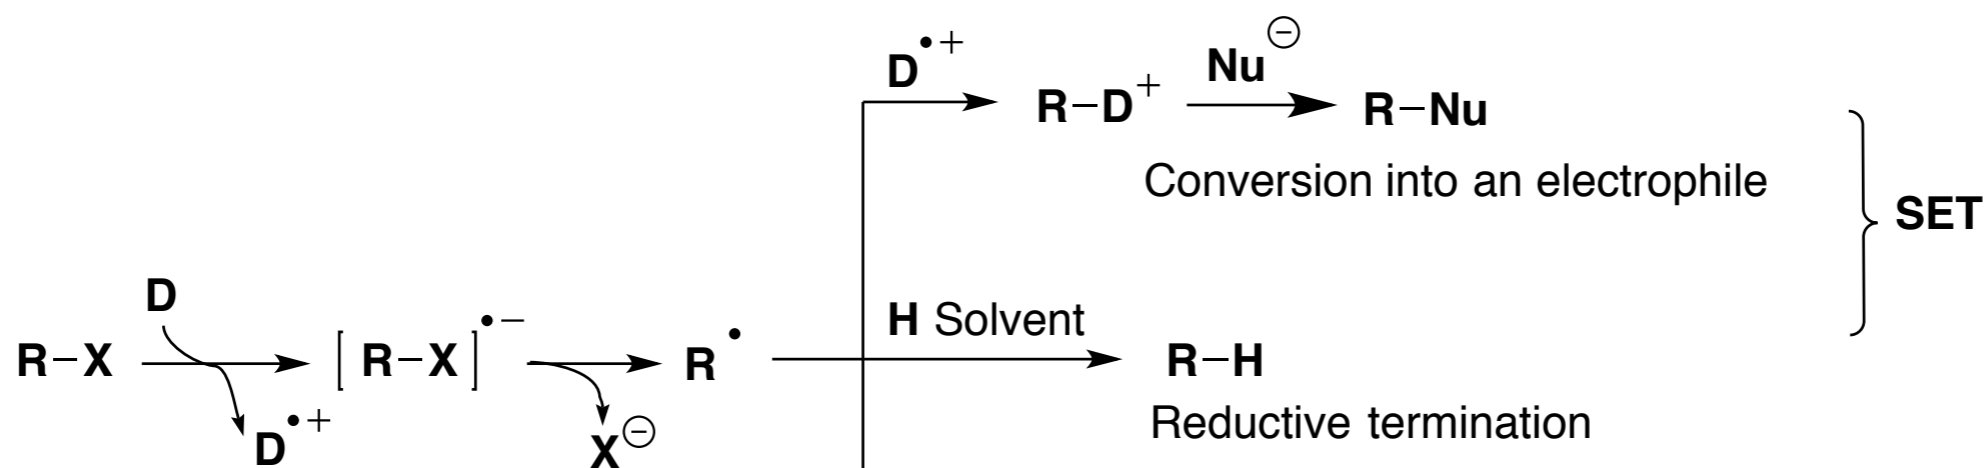 D•+
Nu⊖
R–D+
R–Nu
Conversion into an electrophile
SET
D
H Solvent
R–X
[ R–X ]•−
R•
R–H
D•+
X⊖
Reductive termination